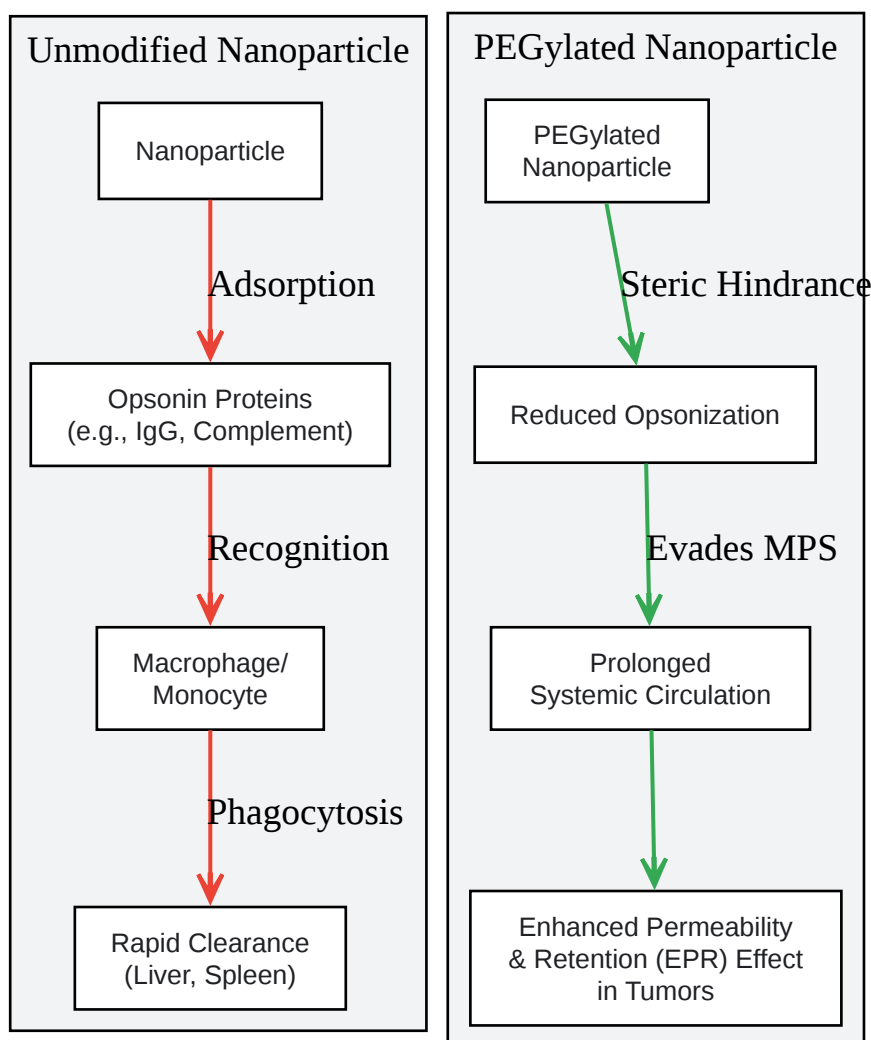 Unmodified Nanoparticle
Nanoparticle
Adsorption
Opsonin Proteins
(e.g., IgG, Complement)
Recognition
Macrophage/
Monocyte
Phagocytosis
Rapid Clearance
(Liver, Spleen)
PEGylated Nanoparticle
PEGylated
Nanoparticle
Steric Hindrance
Reduced Opsonization
Evades MPS
Prolonged
Systemic Circulation
Enhanced Permeability
& Retention (EPR) Effect
in Tumors